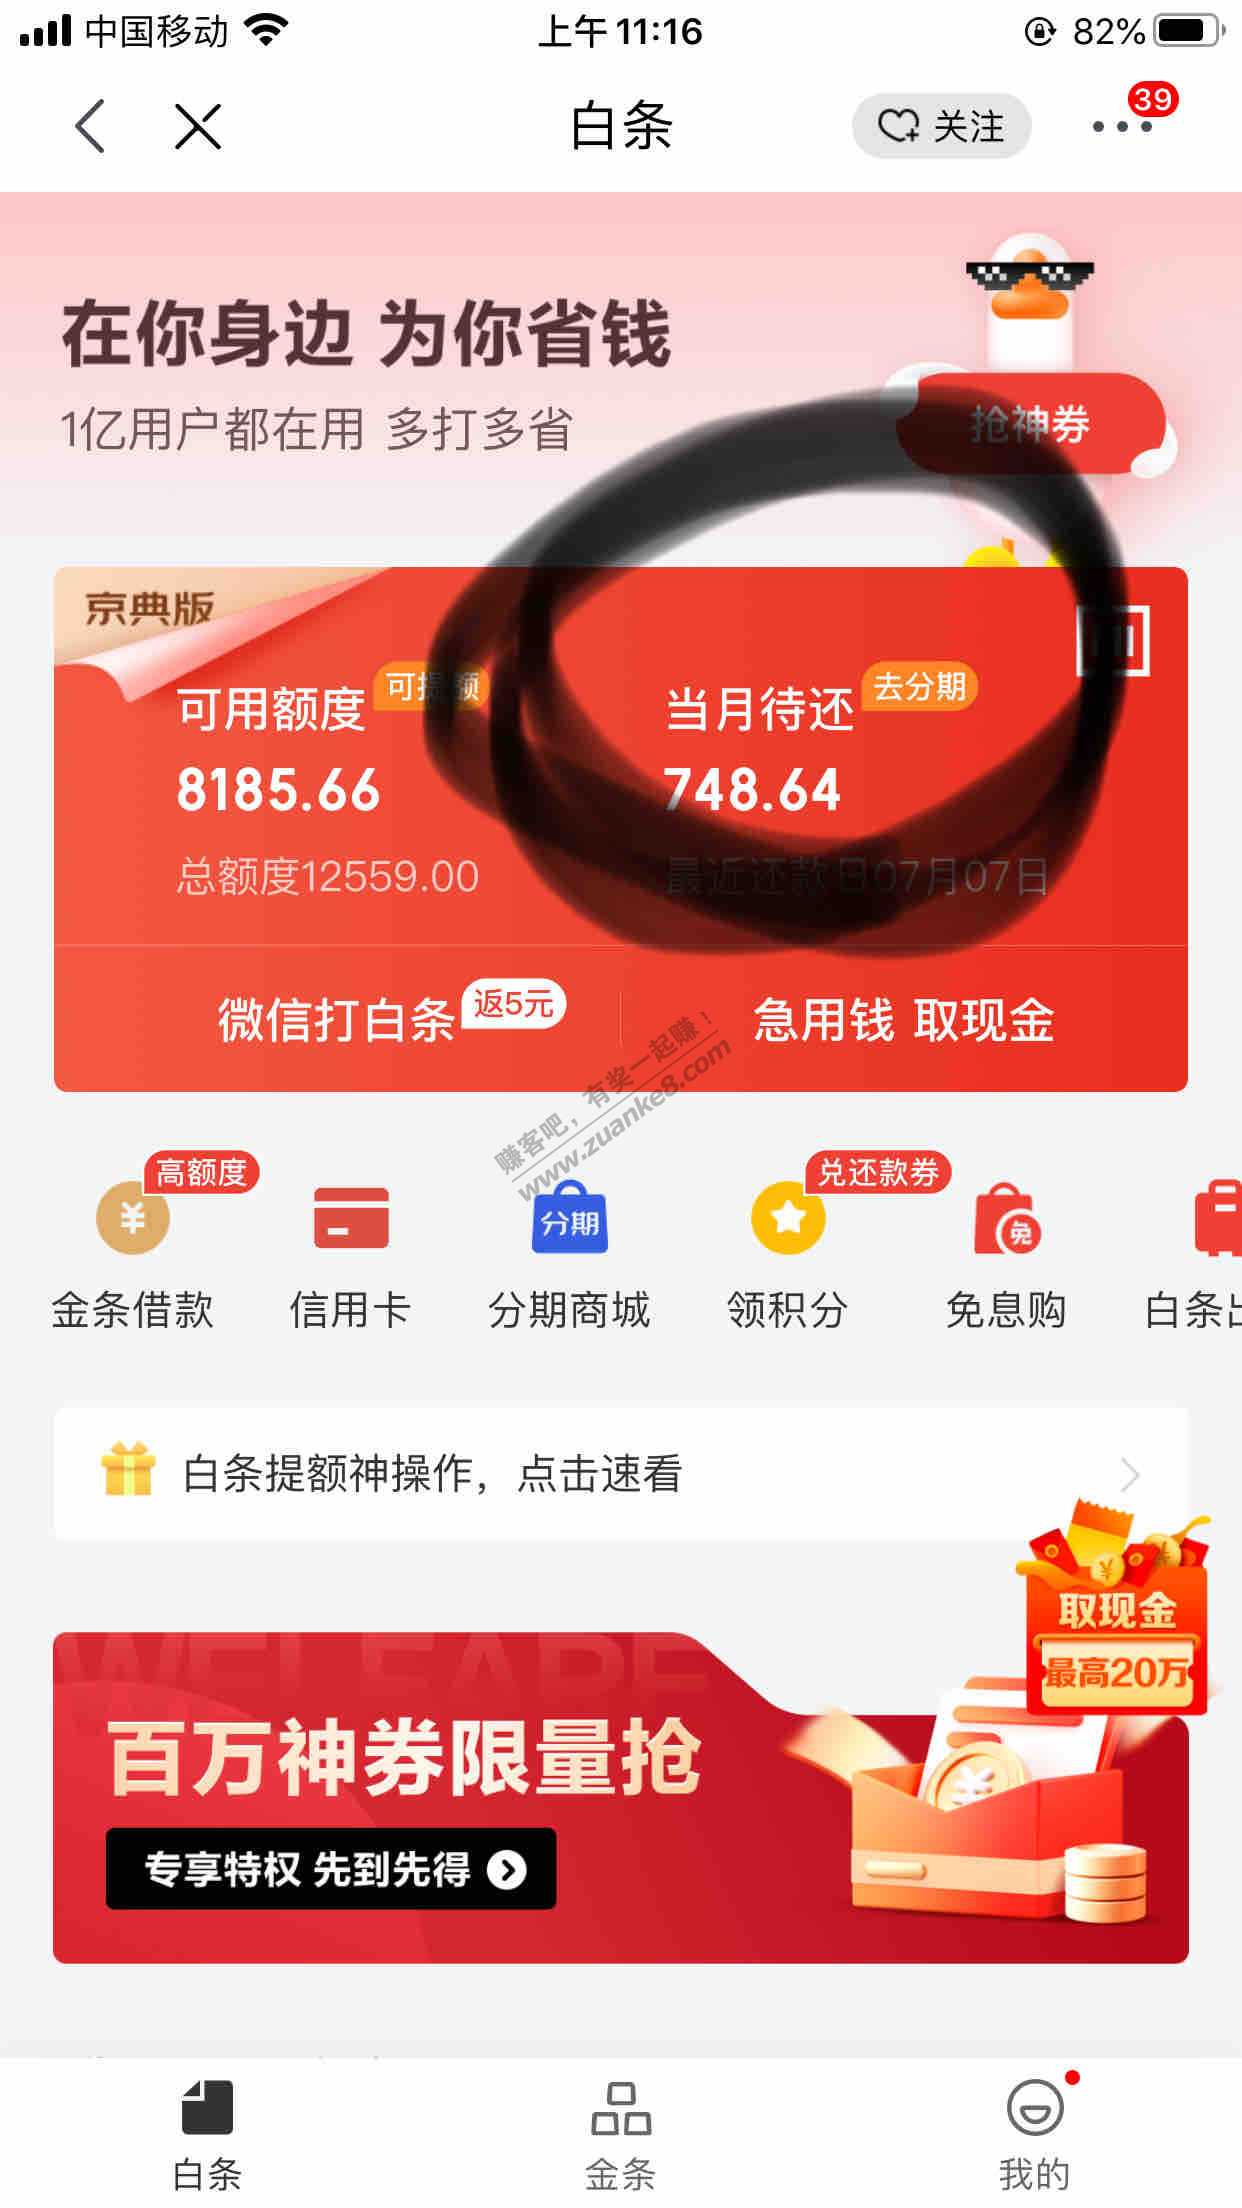 中国移动
上午11:16
82%
白条
关注
39
在你身边 为你省钱
1亿用户都在用 多打多省
抢神券
京典版
可用额度
可提额
8185.66
总额度12559.00
当月待还
去分期
748.64
最近还款日07月07日
微信打白条
返5元
急用钱 取现金
赚客吧，有奖一起赚！
www.zuanke8.com
高额度
分期
兑还款券
免
金条借款
信用卡
分期商城
领积分
免息购
白条
白条提额神操作，点击速看
取现金
最高20万
WELFARE
百万神券限量抢
专享特权 先到先得
白条
金条
我的